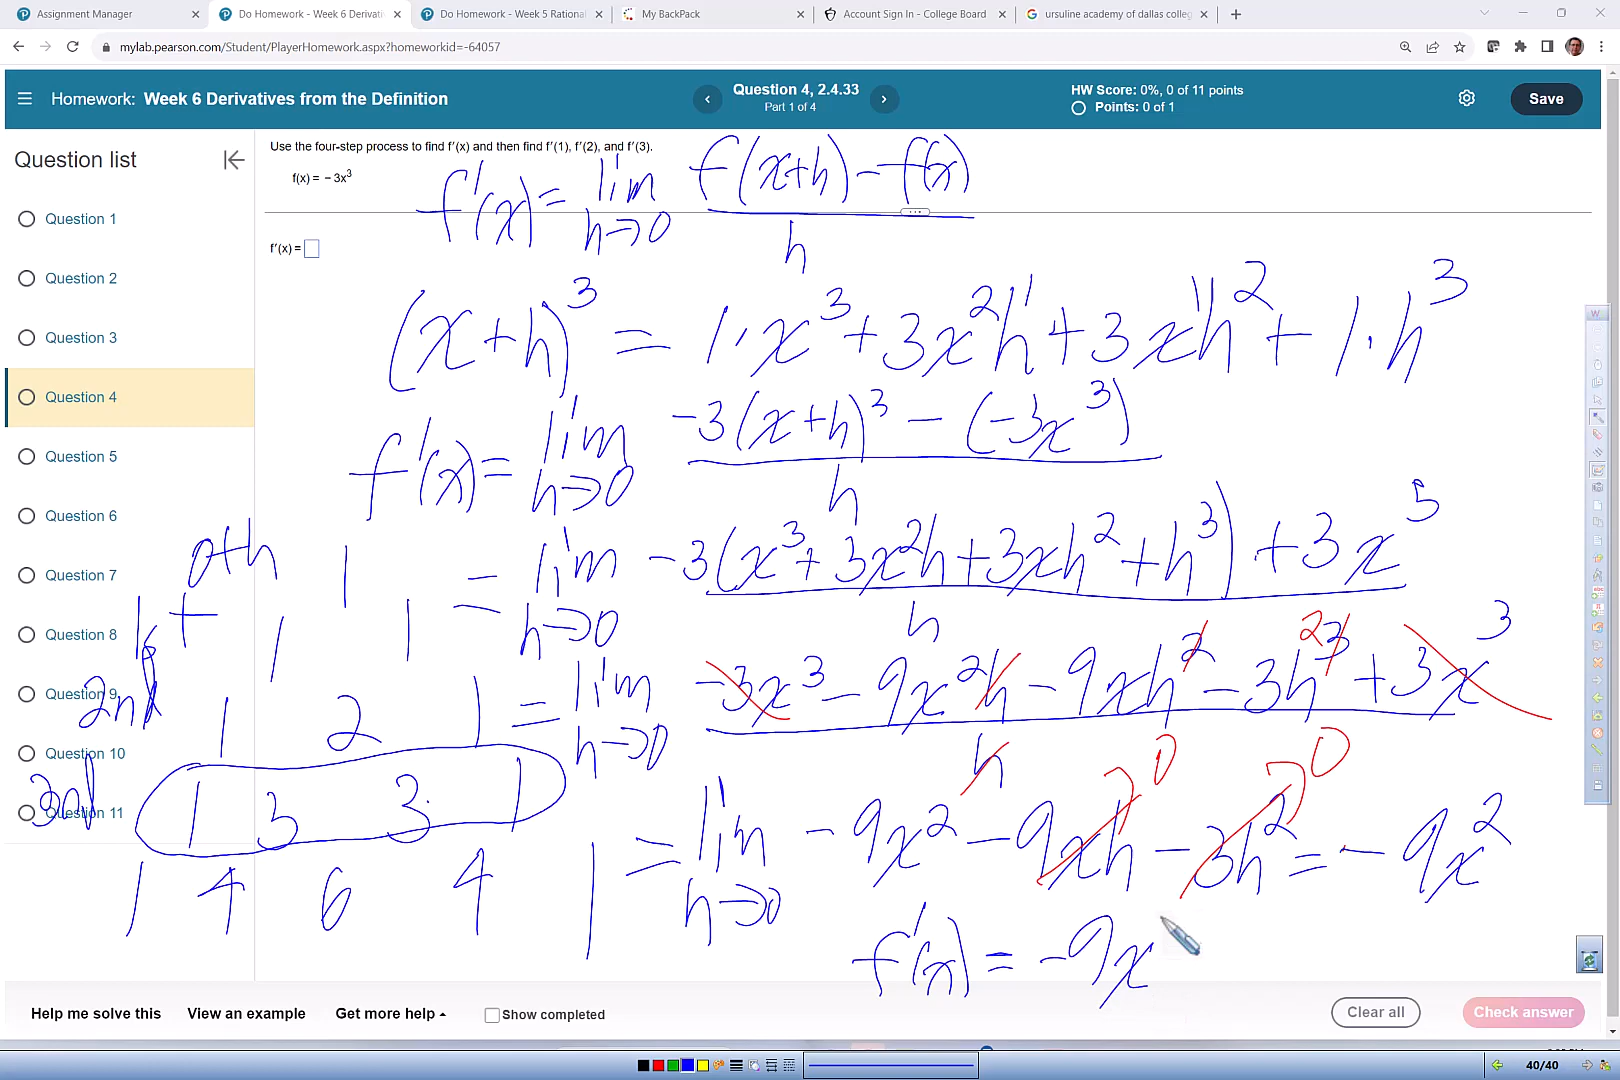 Assignment Manager
Do Homework - Week 6 Derivati
Do Homework - Week 5 Rational
My BackPack
Account Sign In - College Board
ursuline academy of dallas colleg
mylab.pearson.com/Student/PlayerHomework.aspx?homeworkid=-64057
Homework: Week 6 Derivatives from the Definition
Question 4, 2.4.33
Part 1 of 4
HW Score: 0%, 0 of 11 points
Points: 0 of 1
Save
Question list
Question 1
Question 2
Question 3
Question 4
Question 5
Question 6
Question 7
Question 8
Question 9
Question 10
Question 11
Use the four-step process to find f'(x) and then find f'(1), f'(2), and f'(3).
f(x) = -3x³
f'(x) =
f'(x) = lim h→0 f(x+h) - f(x) / h
(x+h)³ = 1·x³ + 3x²h¹ + 3x¹h² + 1·h³
f'(x) = lim h→0 -3(x+h)³ - (-3x³) / h
= lim h→0 -3(x³ + 3x²h + 3xh² + h³) + 3x³ / h
= lim h→0 -3x³ - 9x²h - 9xh² - 3h³ + 3x³ / h
2
0 0
= lim h→0 -9x² - 9xh - 3h² = -9x²
f'(x) = -9x
0th 1
1st 1 1
2nd 1 2 1
3rd 1 3 3 1
1 4 6 4 1
Help me solve this
View an example
Get more help
Show completed
Clear all
Check answer
40/40